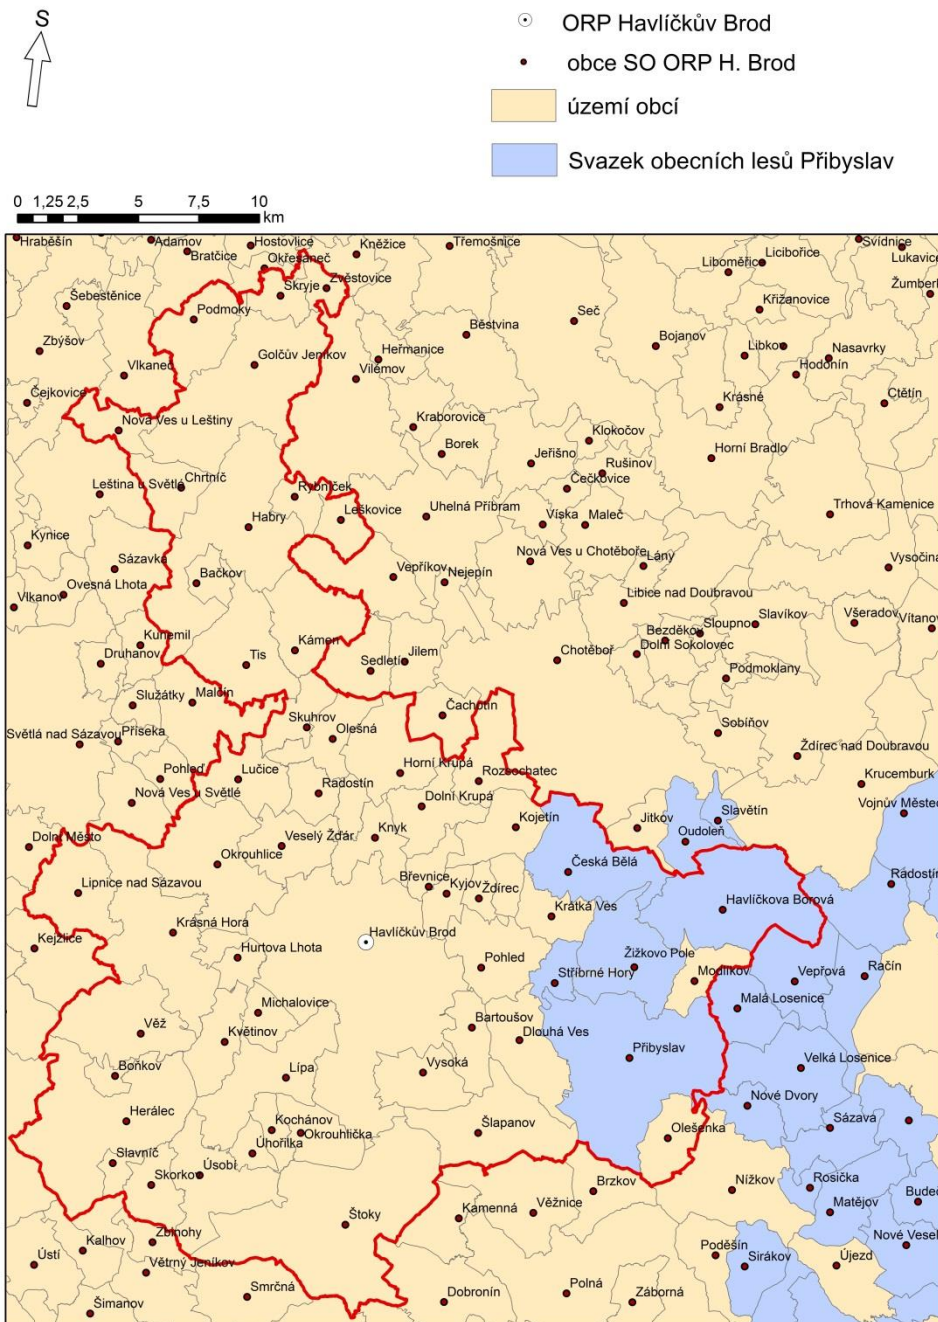 S
ORP Havlíčkův Brod
obce SO ORP H. Brod
území obcí
Svazek obecních lesů Přibyslav
0 1,25 2,5 5 7,5 10
km
Hraběšín
Adamov
Bratčice
Hostovlice
Okřesaneč
Kněžice
Třemošnice
Svídnice
Lukavice
Licibořice
Liboměřice
Žumberk
Šebestěnice
Podmoky
Skryje
Zvěstovice
Křižanovice
Seč
Běstvina
Bojanov
Libkov
Nasavrky
Hodonín
Zbýšov
Vlkaneč
Golčův Jeníkov
Heřmanice
Vilémov
Čejkovice
Krásné
Ctětín
Nová Ves u Leštiny
Kraborovice
Klokočov
Borek
Jeřišno
Rušinov
Horní Bradlo
Čečkovice
Leština u Světlé
Chrtníč
Rybníček
Leškovice
Uhelná Příbram
Víska
Maleč
Trhová Kamenice
Habry
Kynice
Sázavka
Ovesná Lhota
Vlkanov
Bačkov
Vepříkov
Nejepín
Nová Ves u Chotěboře
Lány
Libice nad Doubravou
Vysočina
Slavíkov
Všeradov
Vítanov
Sloupno
Bezděkov
Dolní Sokolovec
Kunemil
Druhanov
Tis
Kámen
Sedletín
Jilem
Chotěboř
Podmoklany
Služátky
Malčín
Skuhrov
Olešná
Čachotín
Sobíňov
Světlá nad Sázavou
Příseka
Ždírec nad Doubravou
Pohleď
Nová Ves u Světlé
Lučice
Radostín
Horní Krupá
Rozsochatec
Dolní Krupá
Krucemburk
Vojnův Městec
Slavětín
Kojetín
Jitkov
Oudoleň
Dolní Město
Knyk
Veselý Žďár
Okrouhlice
Česká Bělá
Radostín
Lipnice nad Sázavou
Břevnice
Kyjov
Ždírec
Havlíčkova Borová
Krátká Ves
Krásná Hora
Havlíčkův Brod
Kejžlice
Hurtova Lhota
Pohled
Žižkovo Pole
Stříbrné Hory
Modlíkov
Vepřová
Račín
Malá Losenice
Michalovice
Bartoušov
Věž
Květinov
Dlouhá Ves
Přibyslav
Velká Losenice
Boňkov
Lípa
Vysoká
Nové Dvory
Sázava
Herálec
Kochánov
Okrouhlička
Šlapanov
Olešenka
Úhořilka
Slavníč
Skorkov
Úsobí
Brzkov
Nížkov
Rosička
Matějov
Budeč
Věžnice
Kamenná
Štoky
Nové Veselí
Zbinohy
Kalhov
Ústí
Větrný Jeníkov
Poděšín
Sirákov
Újezd
Smrčná
Dobronín
Polná
Záborná
Šimanov